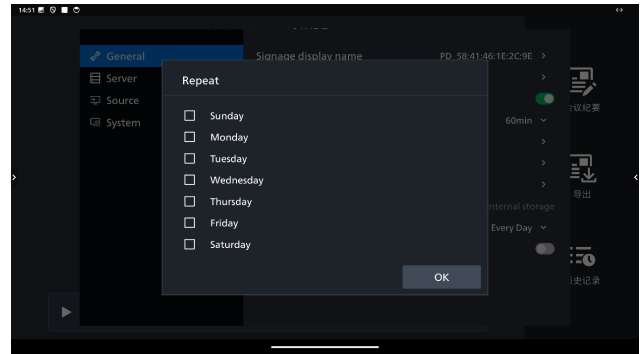 14:51
General
Signage display name
PD_58:41:46:1E:2C:9E
Server
Source
System
Repeat
Sunday
Monday
Tuesday
Wednesday
Thursday
Friday
Saturday
OK
60min
nternal storage
Every Day
议纪要
导出
历史记录